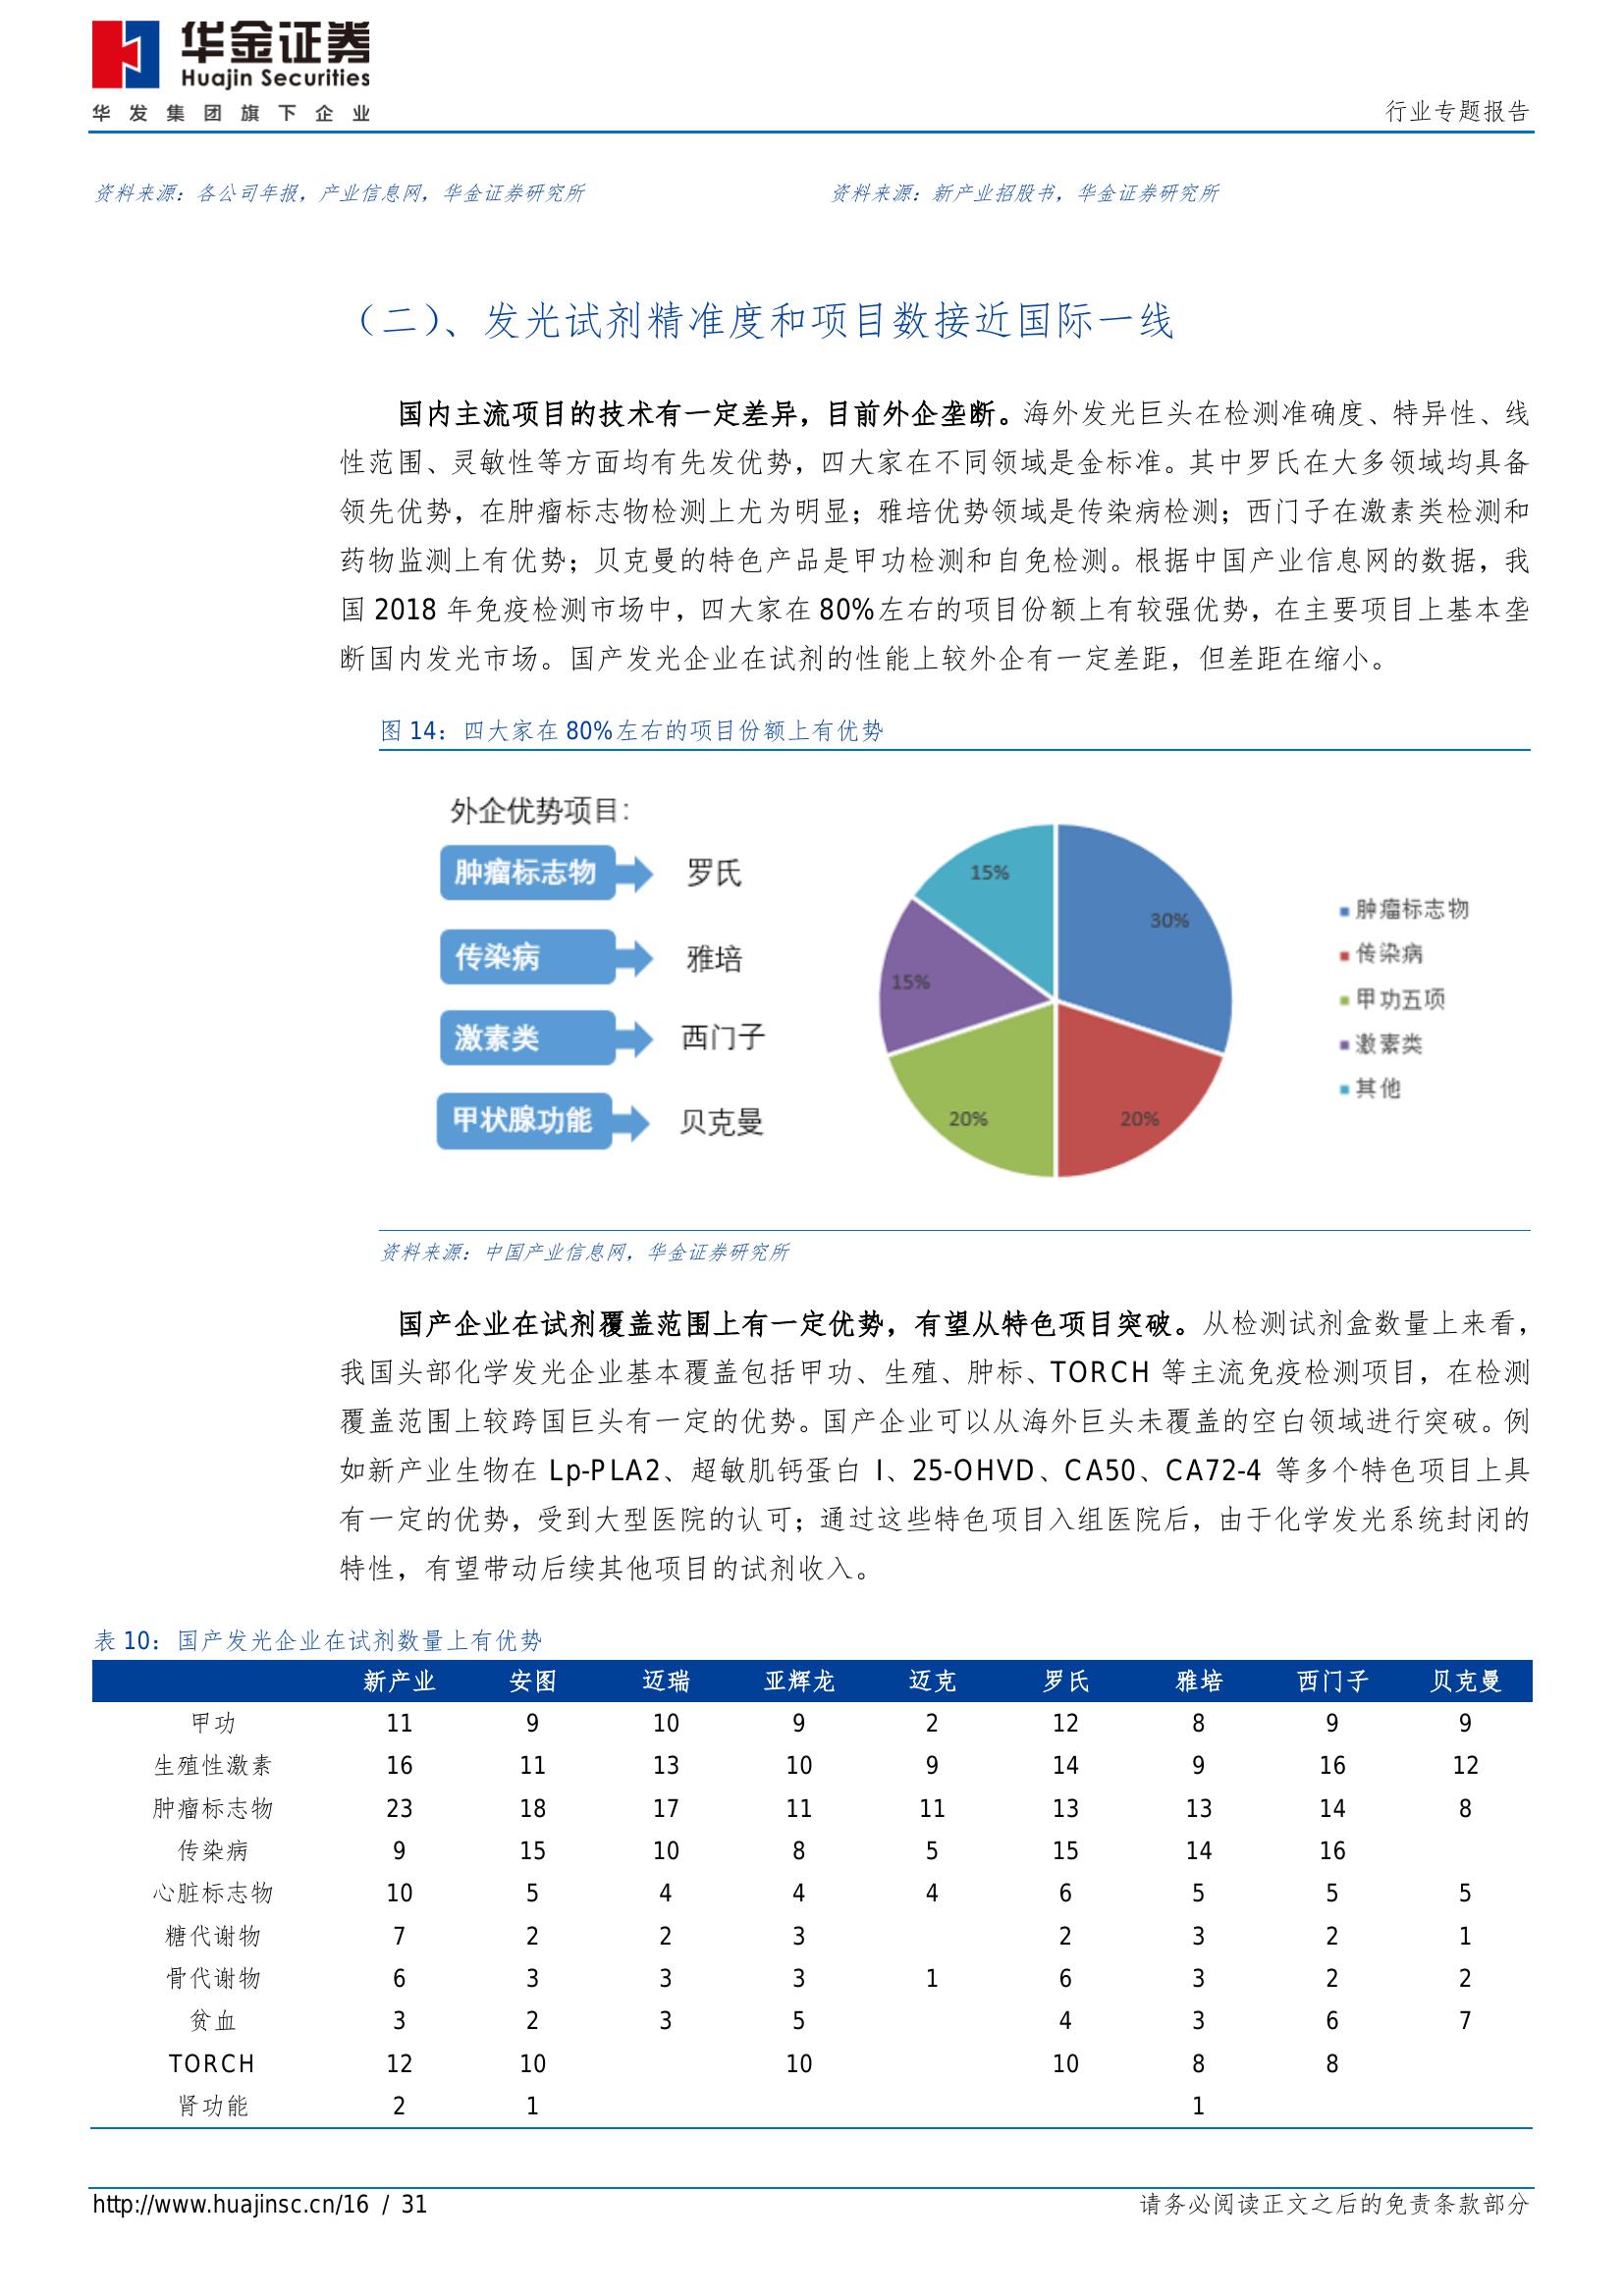 华金证券
Huajin Securities
华发集团旗下企业
行业专题报告
资料来源：各公司年报，产业信息网，华金证券研究所
资料来源：新产业招股书，华金证券研究所
（二）、发光试剂精准度和项目数接近国际一线
国内主流项目的技术有一定差异，目前外企垄断。海外发光巨头在检测准确度、特异性、线
性范围、灵敏性等方面均有先发优势，四大家在不同领域是金标准。其中罗氏在大多领域均具备
领先优势，在肿瘤标志物检测上尤为明显；雅培优势领域是传染病检测；西门子在激素类检测和
药物监测上有优势；贝克曼的特色产品是甲功检测和自免检测。根据中国产业信息网的数据，我
国 2018 年免疫检测市场中，四大家在 80%左右的项目份额上有较强优势，在主要项目上基本垄
断国内发光市场。国产发光企业在试剂的性能上较外企有一定差距，但差距在缩小。
图 14：四大家在 80%左右的项目份额上有优势
外企优势项目：
肿瘤标志物 罗氏
传染病 雅培
激素类 西门子
甲状腺功能 贝克曼
15%
30%
15%
20%
20%
肿瘤标志物
传染病
甲功五项
激素类
其他
资料来源：中国产业信息网，华金证券研究所
国产企业在试剂覆盖范围上有一定优势，有望从特色项目突破。从检测试剂盒数量上来看，
我国头部化学发光企业基本覆盖包括甲功、生殖、肿标、TORCH 等主流免疫检测项目，在检测
覆盖范围上较跨国巨头有一定的优势。国产企业可以从海外巨头未覆盖的空白领域进行突破。例
如新产业生物在 Lp-PLA2、超敏肌钙蛋白 I、25-OHVD、CA50、CA72-4 等多个特色项目上具
有一定的优势，受到大型医院的认可；通过这些特色项目入组医院后，由于化学发光系统封闭的
特性，有望带动后续其他项目的试剂收入。
表 10：国产发光企业在试剂数量上有优势
新产业 安图 迈瑞 亚辉龙 迈克 罗氏 雅培 西门子 贝克曼
甲功 11 9 10 9 2 12 8 9 9
生殖性激素 16 11 13 10 9 14 9 16 12
肿瘤标志物 23 18 17 11 11 13 13 14 8
传染病 9 15 10 8 5 15 14 16
心脏标志物 10 5 4 4 4 6 5 5 5
糖代谢物 7 2 2 3 2 3 2 1
骨代谢物 6 3 3 3 1 6 3 2 2
贫血 3 2 3 5 4 3 6 7
TORCH 12 10 10 10 8 8
肾功能 2 1 1
http://www.huajinsc.cn/16 / 31
请务必阅读正文之后的免责条款部分